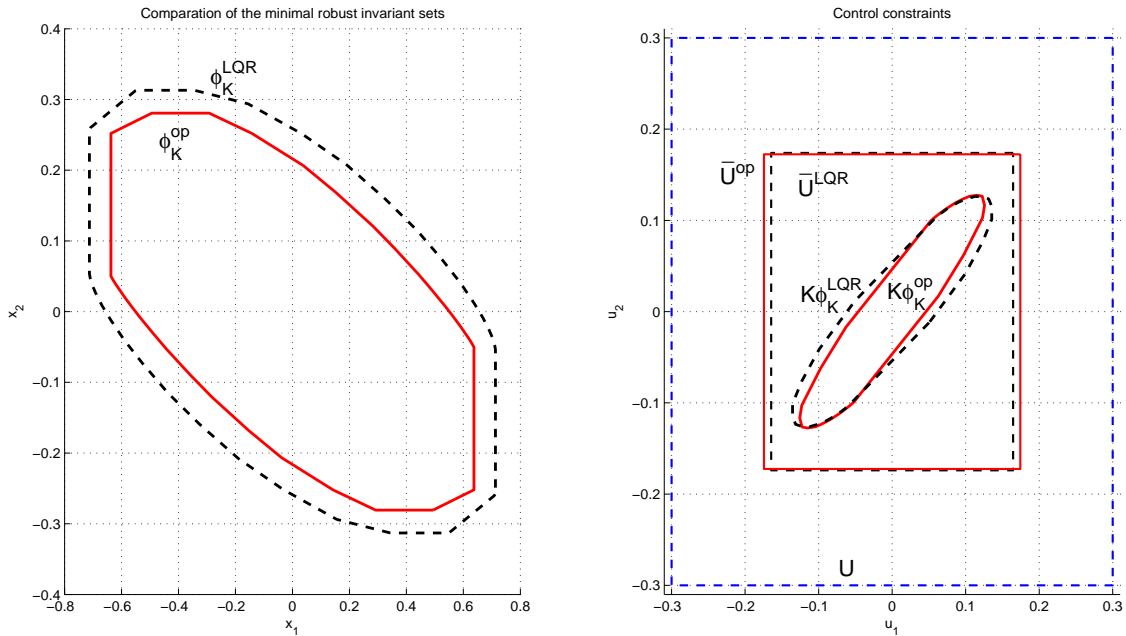 Comparation of the minimal robust invariant sets
0.4
0.3
0.2
0.1
0
−0.1
−0.2
−0.3
−0.4
−0.8
−0.6
−0.4
−0.2
0
0.2
0.4
0.6
0.8
x_1
x_2
ϕ_K^LQR
ϕ_K^op
Control constraints
0.3
0.2
0.1
0
−0.1
−0.2
−0.3
−0.3
−0.2
−0.1
0
0.1
0.2
0.3
u_1
u_2
U̅^op
U̅^LQR
Kϕ_K^LQR
Kϕ_K^op
U